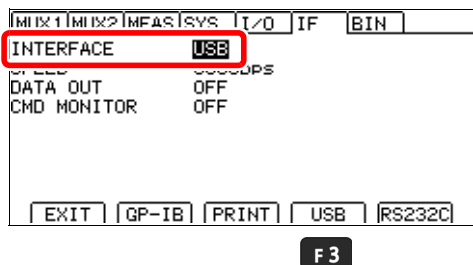 MUX1 MUX2 MEAS SYS I/O IF BIN
INTERFACE USB
DATA OUT OFF
CMD MONITOR OFF
EXIT GP-IB PRINT USB RS232C
F3